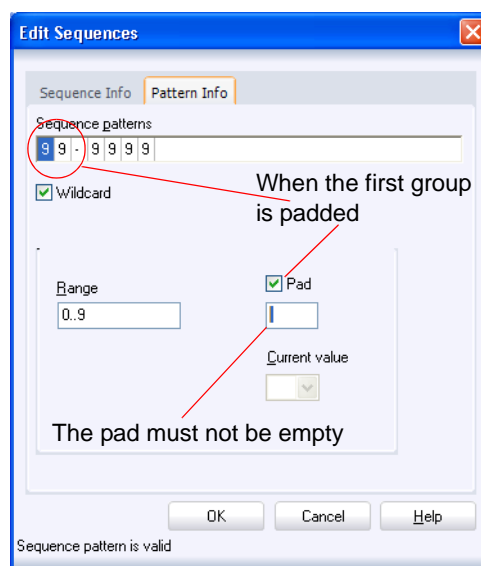 Edit Sequences
Sequence Info Pattern Info
Sequence patterns
9 9 - 9 9 9 9
Wildcard
When the first group
is padded
Range
Pad
0..9
Current value
The pad must not be empty
OK Cancel Help
Sequence pattern is valid